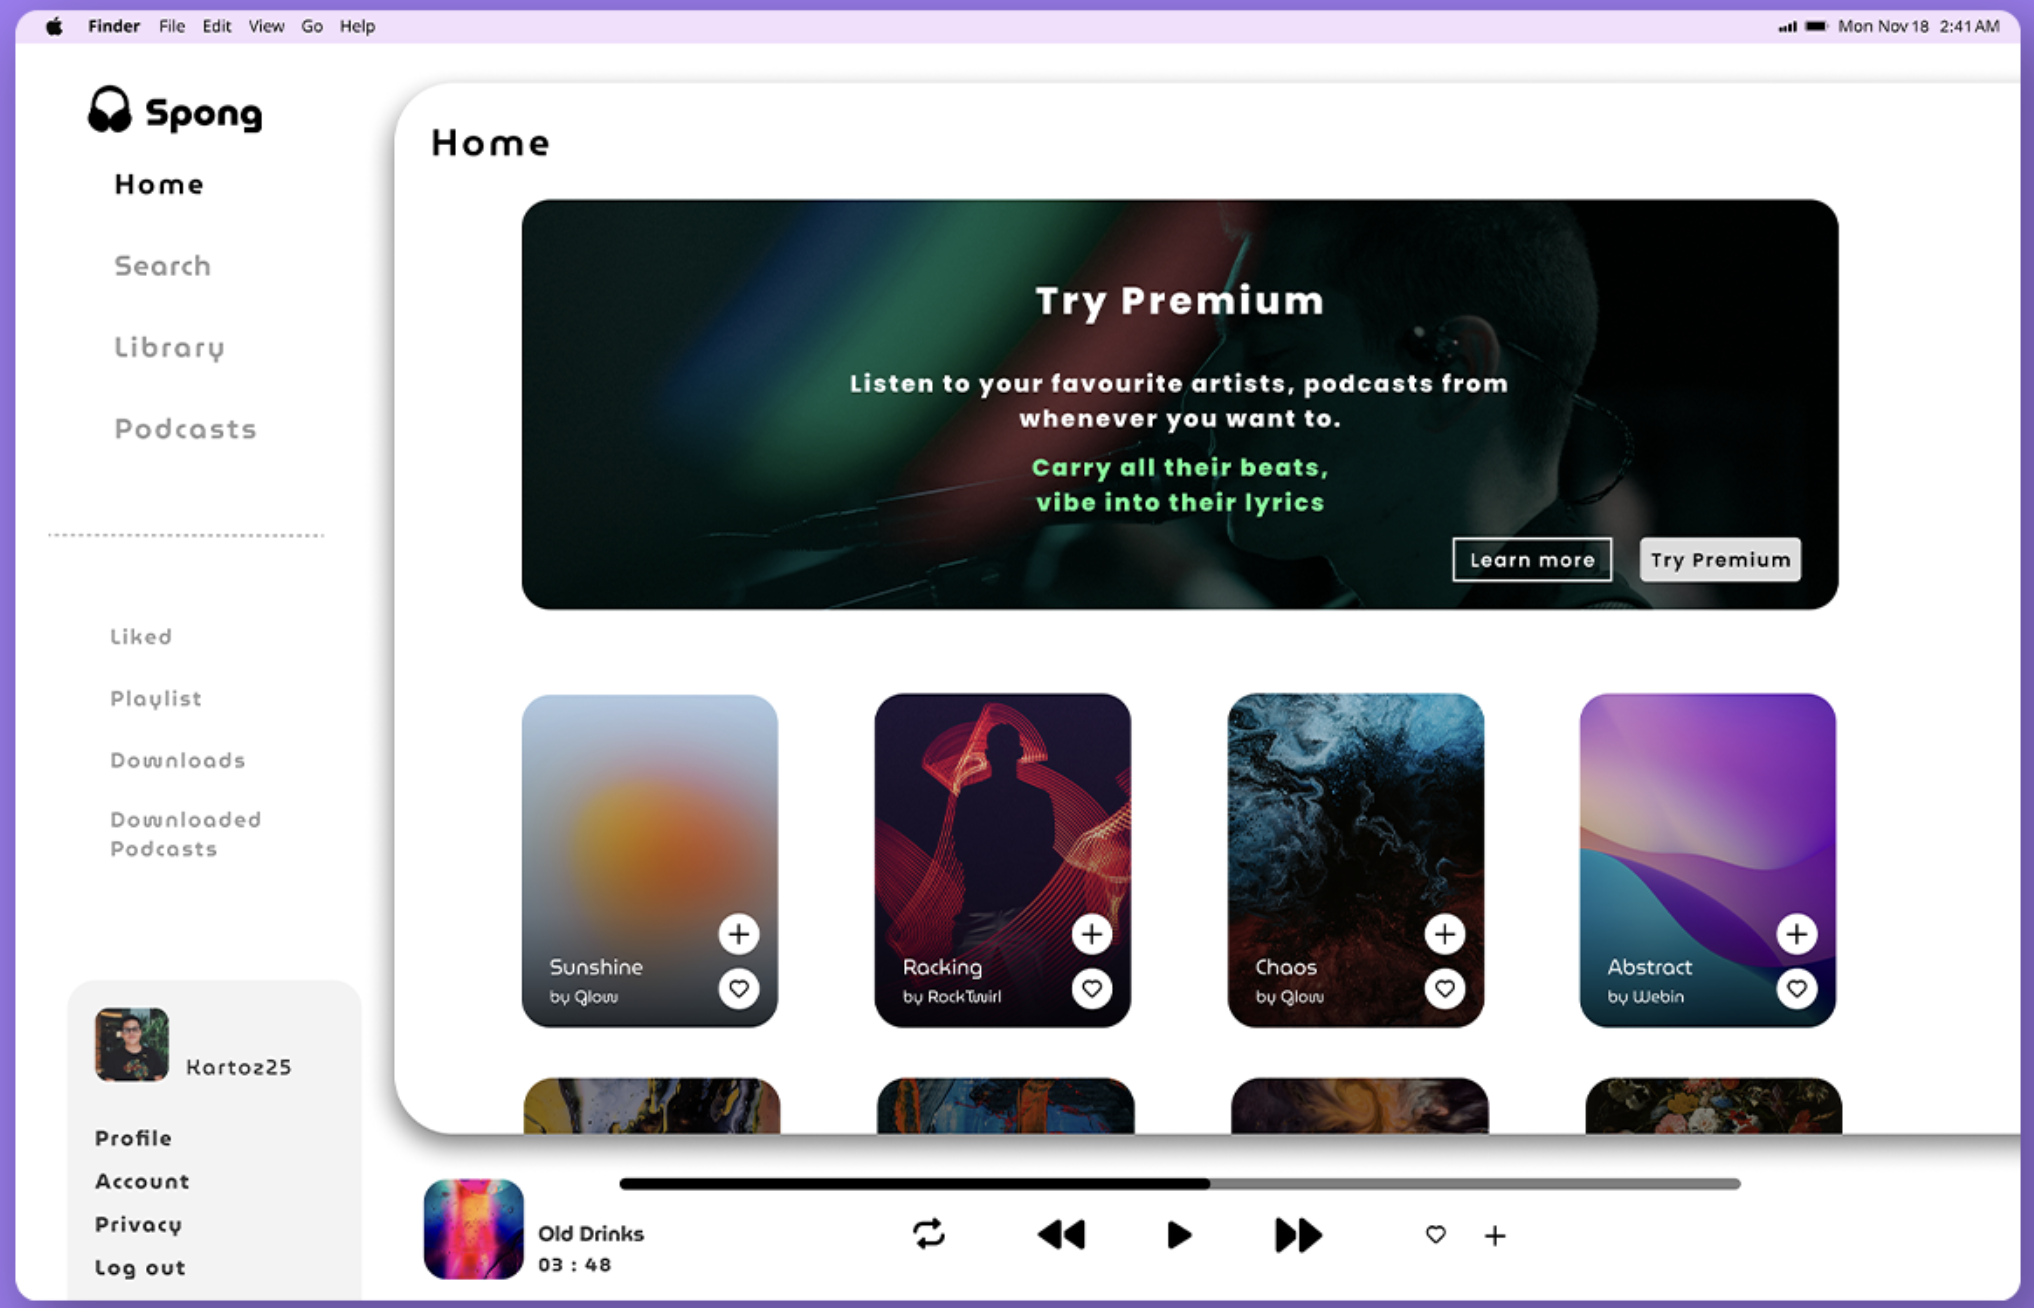 Finder File Edit View Go Help
Mon Nov 18 2:41 AM
Spong
Home
Search
Library
Podcasts
Liked
Playlist
Downloads
Downloaded
Podcasts
Kartoz25
Profile
Account
Privacy
Log out
Home
Try Premium
Listen to your favourite artists, podcasts from
whenever you want to.
Carry all their beats,
vibe into their lyrics
Learn more
Try Premium
Sunshine
by Glow
Racking
by RockTwirl
Chaos
by Glow
Abstract
by Webin
Old Drinks
03 : 48